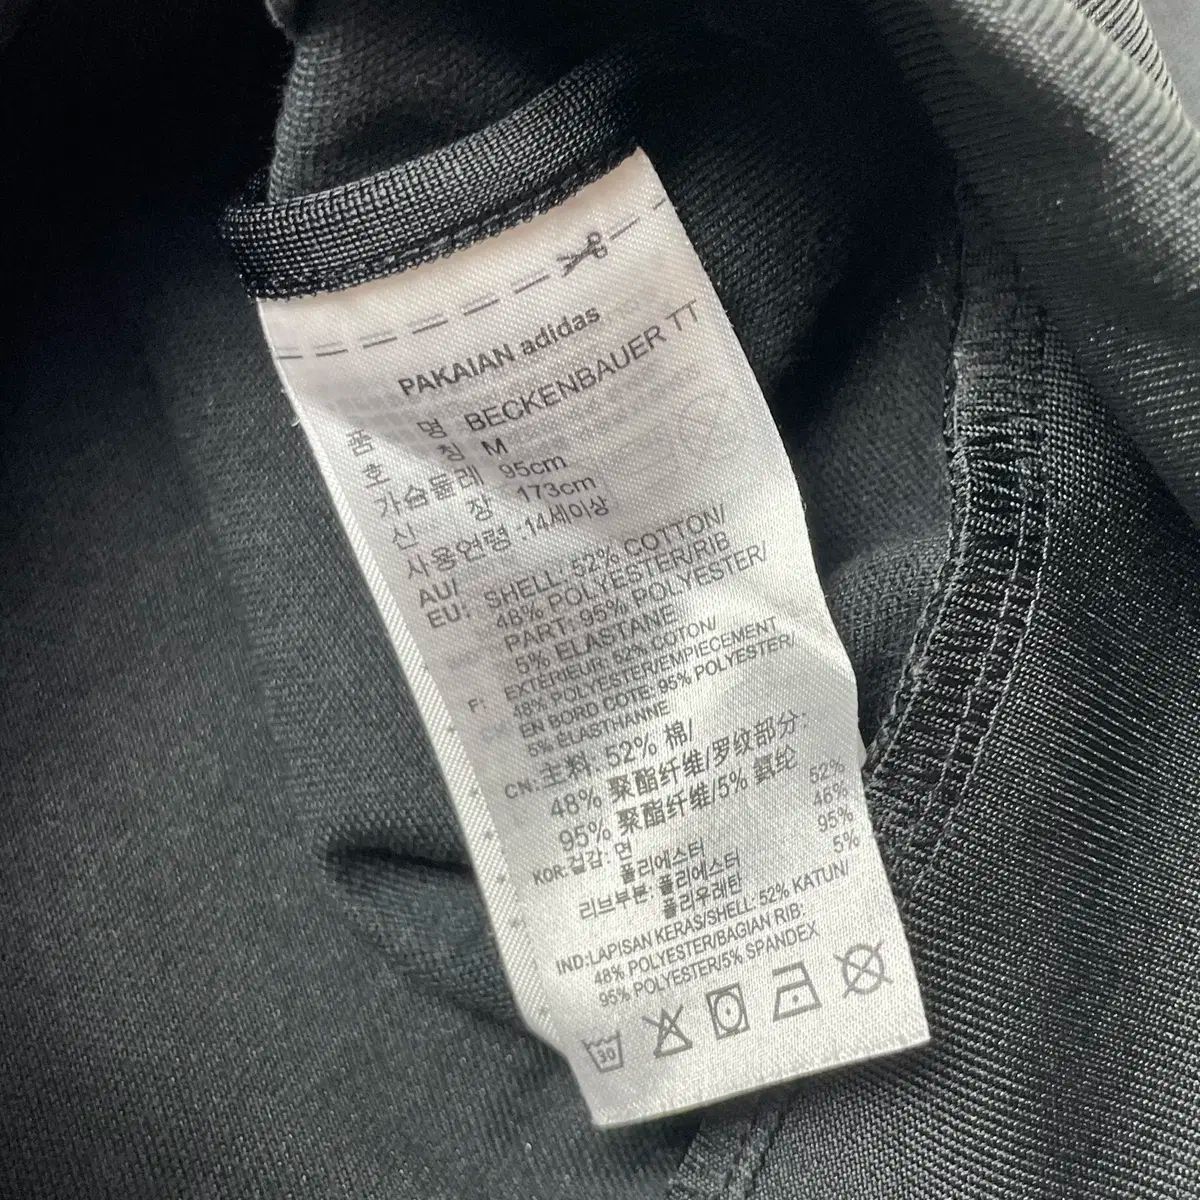 PAKAIAN adidas
품 명 BECKENBAUER TT
호 칭 M
가슴둘레 95cm
신 장 173cm
사용연령 :14세이상
AU/
EU: SHELL: 52% COTTON/
48% POLYESTER/RIB
PART: 95% POLYESTER/
5% ELASTANE
F: EXTÉRIEUR: 52% COTON/
48% POLYESTER/EMPIECEMENT
EN BORD COTE: 95% POLYESTER/
5% ÉLASTHANNE
CN: 主料: 52% 棉/
48% 聚酯纤维/罗纹部分:
95% 聚酯纤维/5% 氨纶
KOR:겉감: 면 52%
폴리에스터 48%
리브부분: 폴리에스터 95%
폴리우레탄 5%
IND:LAPISAN KERAS/SHELL: 52% KATUN/
48% POLYESTER/BAGIAN RIB:
95% POLYESTER/5% SPANDEX
30